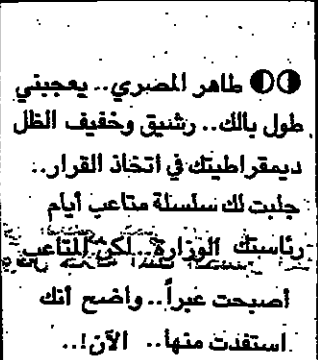 طاهر المصري.. يعجبني
طول بالك.. رشيق وخفيف الظل
ديمقراطيتك في اتخاذ القرار..
جلبت لك سلسلة متاعب أيام
رئاستك الوزارة.. لكن المتاعب
أصبحت عبراً.. واضح أنك
استفدت منها.. الآن!..